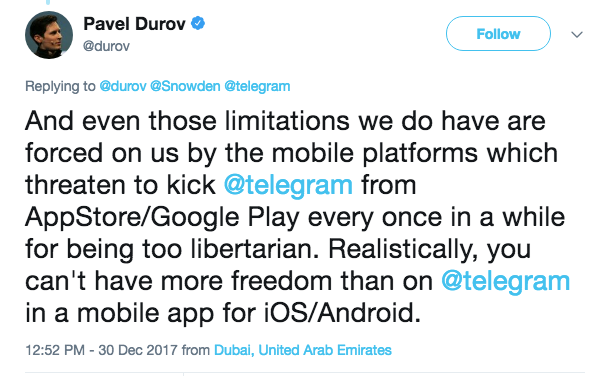 Pavel Durov
@durov
Follow
Replying to @durov @Snowden @telegram
And even those limitations we do have are
forced on us by the mobile platforms which
threaten to kick @telegram from
AppStore/Google Play every once in a while
for being too libertarian. Realistically, you
can't have more freedom than on @telegram
in a mobile app for iOS/Android.
12:52 PM - 30 Dec 2017 from Dubai, United Arab Emirates